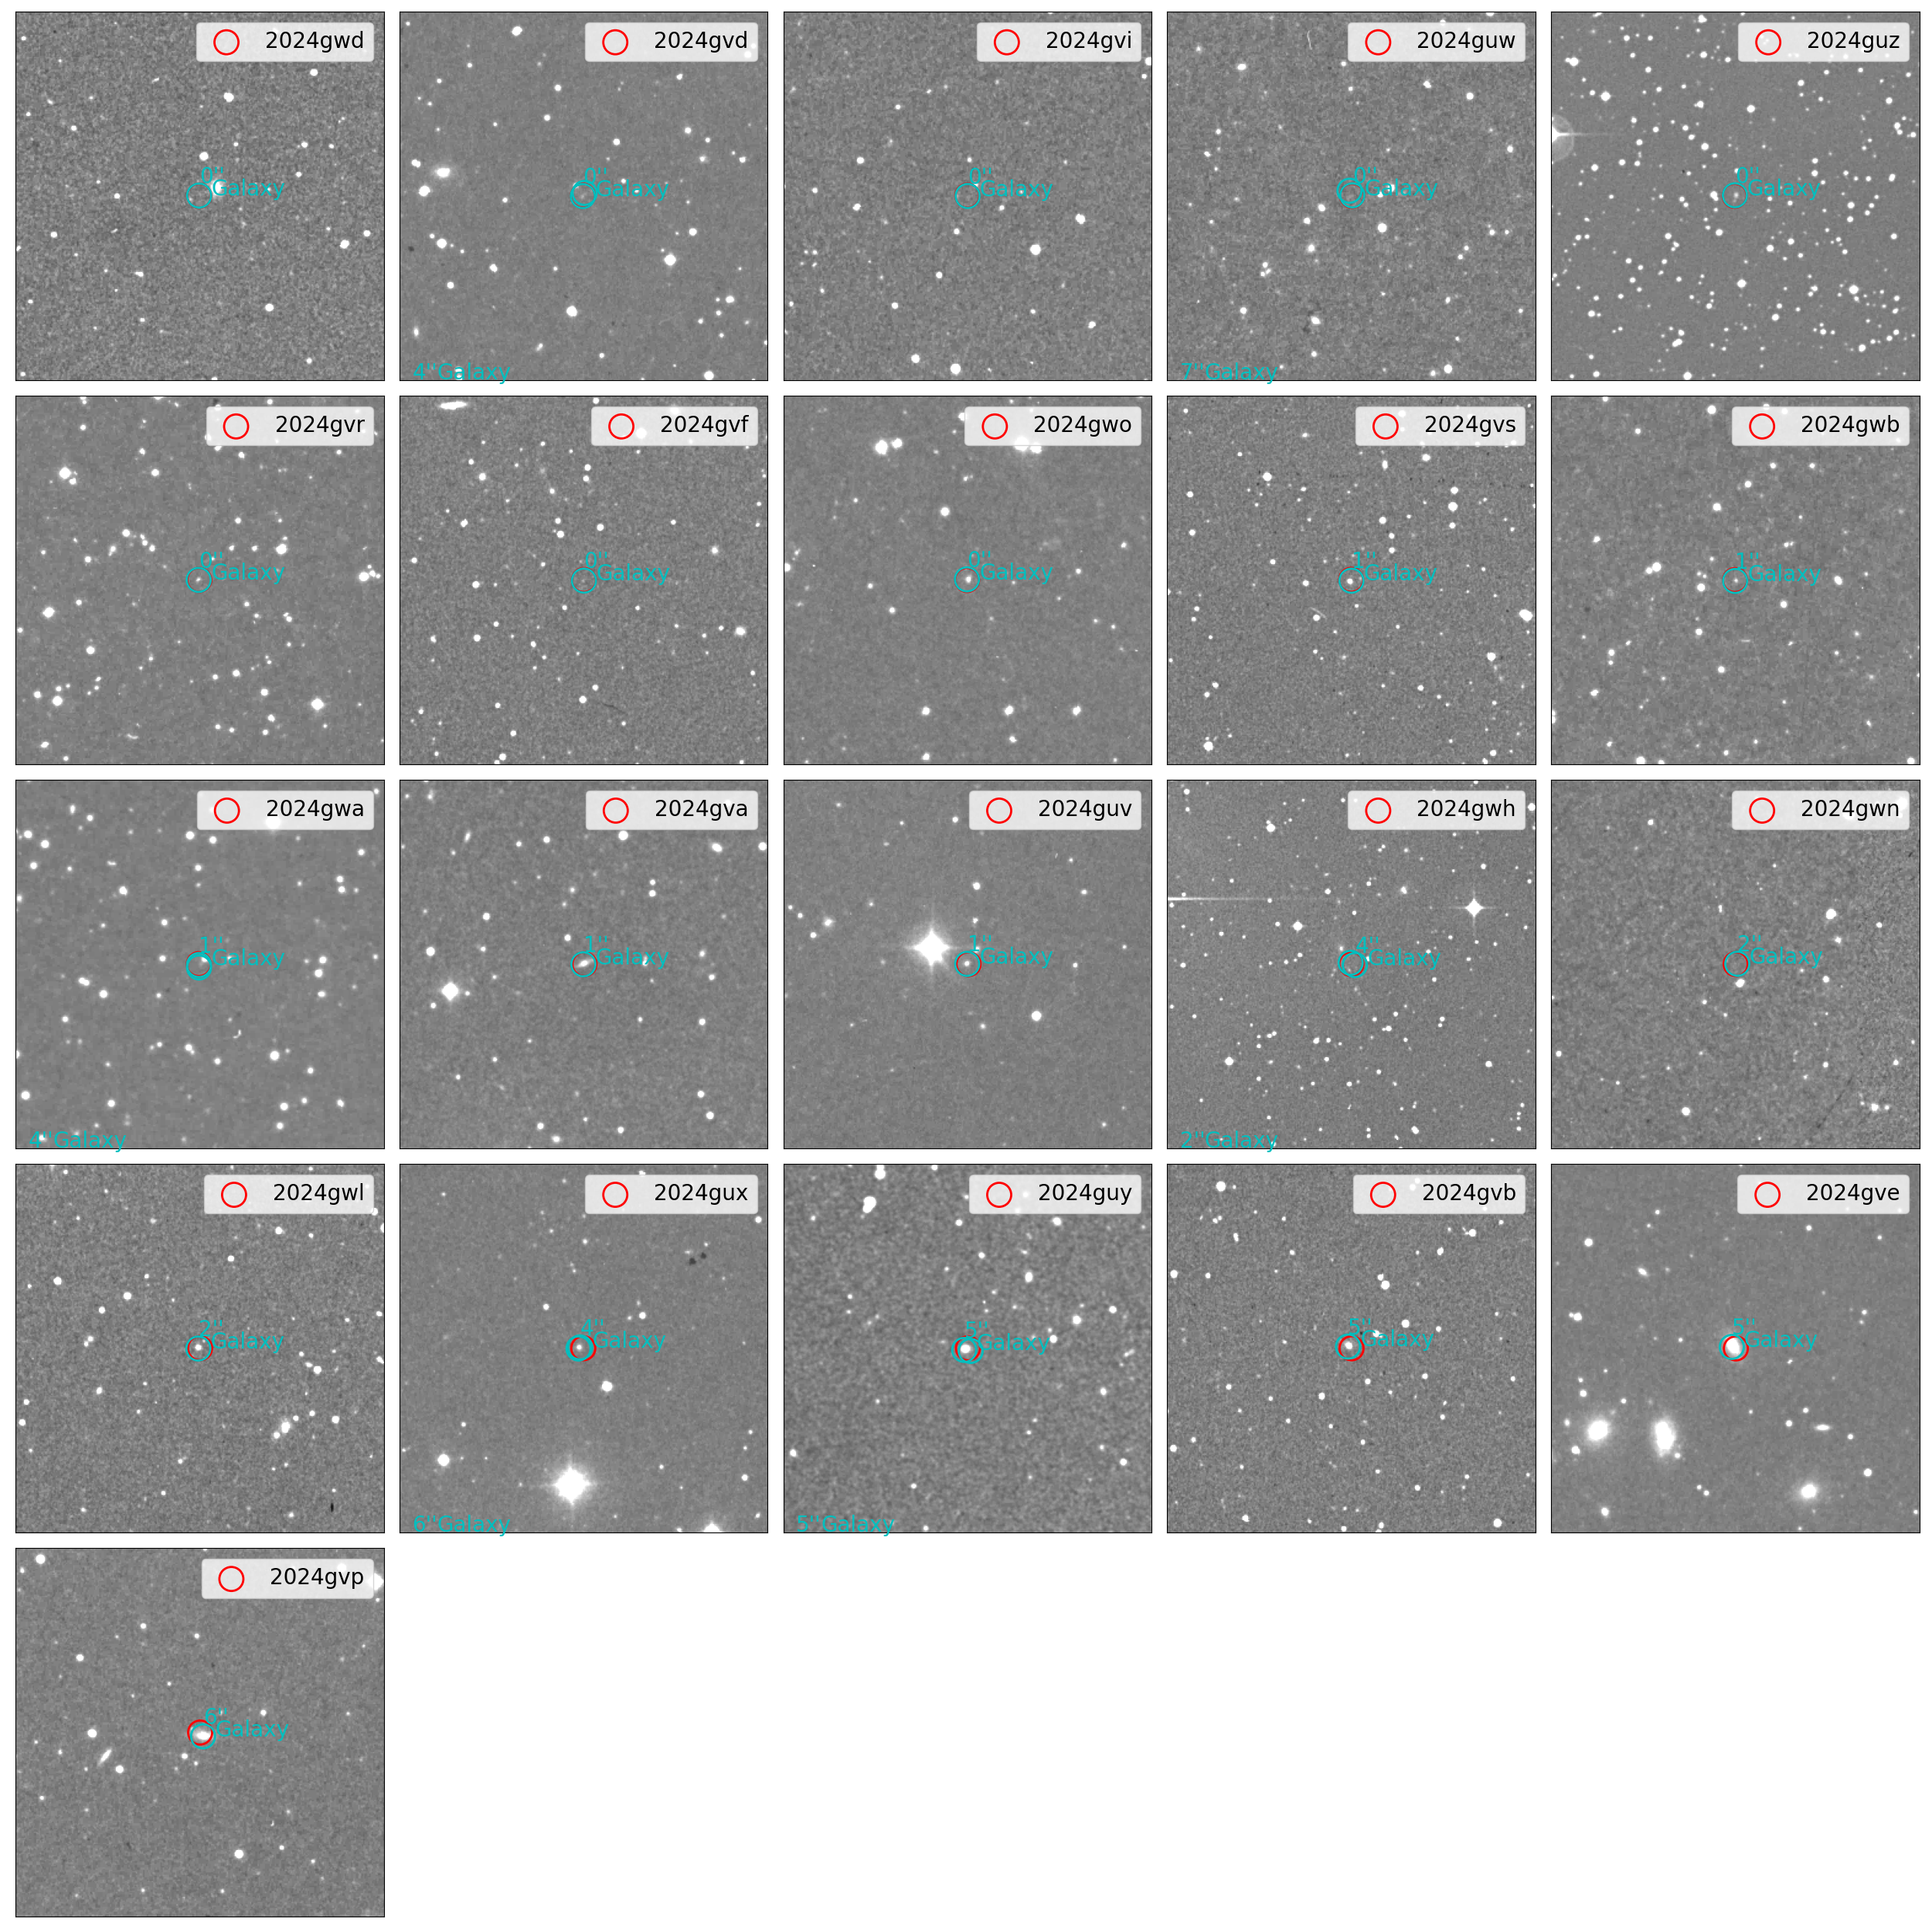 2024gwd
0"
Galaxy
2024gvd
0"
Galaxy
4"Galaxy
2024gvi
0"
Galaxy
2024guw
0"
Galaxy
7"Galaxy
2024guz
0"
Galaxy
2024gvr
0"
Galaxy
2024gvf
0"
Galaxy
2024gwo
0"
Galaxy
2024gvs
1"
Galaxy
2024gwb
1"
Galaxy
2024gwa
1"
Galaxy
4"Galaxy
2024gva
1"
Galaxy
2024guv
1"
Galaxy
2024gwh
4"
Galaxy
2"Galaxy
2024gwn
2"
Galaxy
2024gwl
2"
Galaxy
2024gux
4"
Galaxy
6"Galaxy
2024guy
5"
Galaxy
5"Galaxy
2024gvb
5"
Galaxy
2024gve
5"
Galaxy
2024gvp
6"
Galaxy